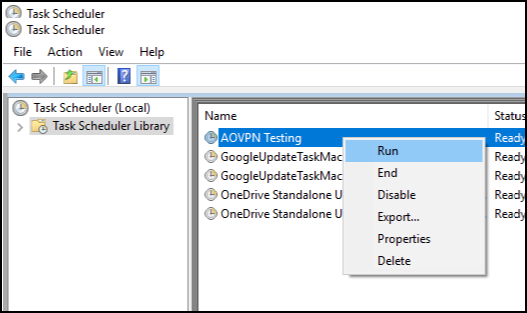 Task Scheduler
Task Scheduler
File Action View Help
Task Scheduler (Local)
Task Scheduler Library
Name Status
AOVPN Testing Ready
GoogleUpdateTaskMac Ready
GoogleUpdateTaskMac Ready
OneDrive Standalone U Ready
OneDrive Standalone U Ready
Run
End
Disable
Export...
Properties
Delete